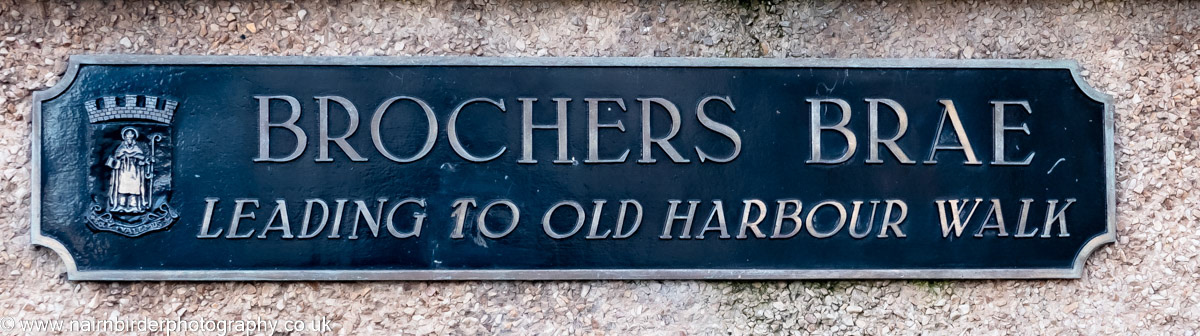 BROCHERS BRAE
LEADING TO OLD HARBOUR WALK
© www.nairnbirderphotography.co.uk